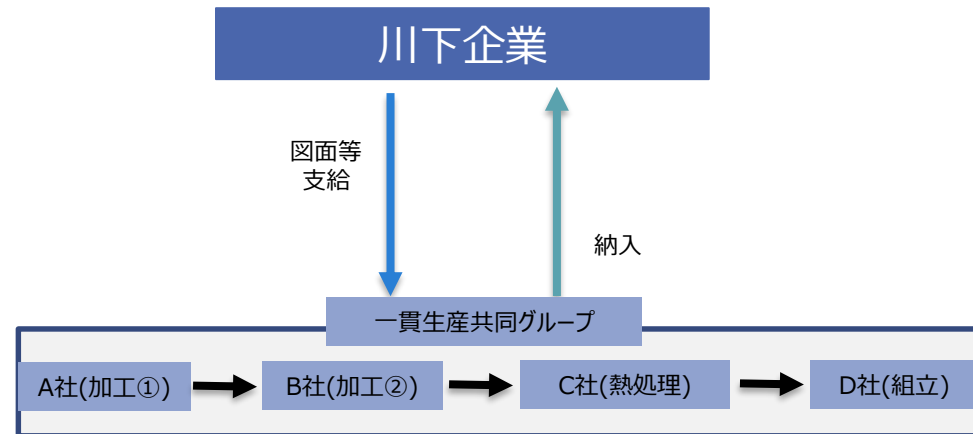 川下企業
図面等
支給
納入
一貫生産共同グループ
A社(加工①)
B社(加工②)
C社(熱処理)
D社(組立)